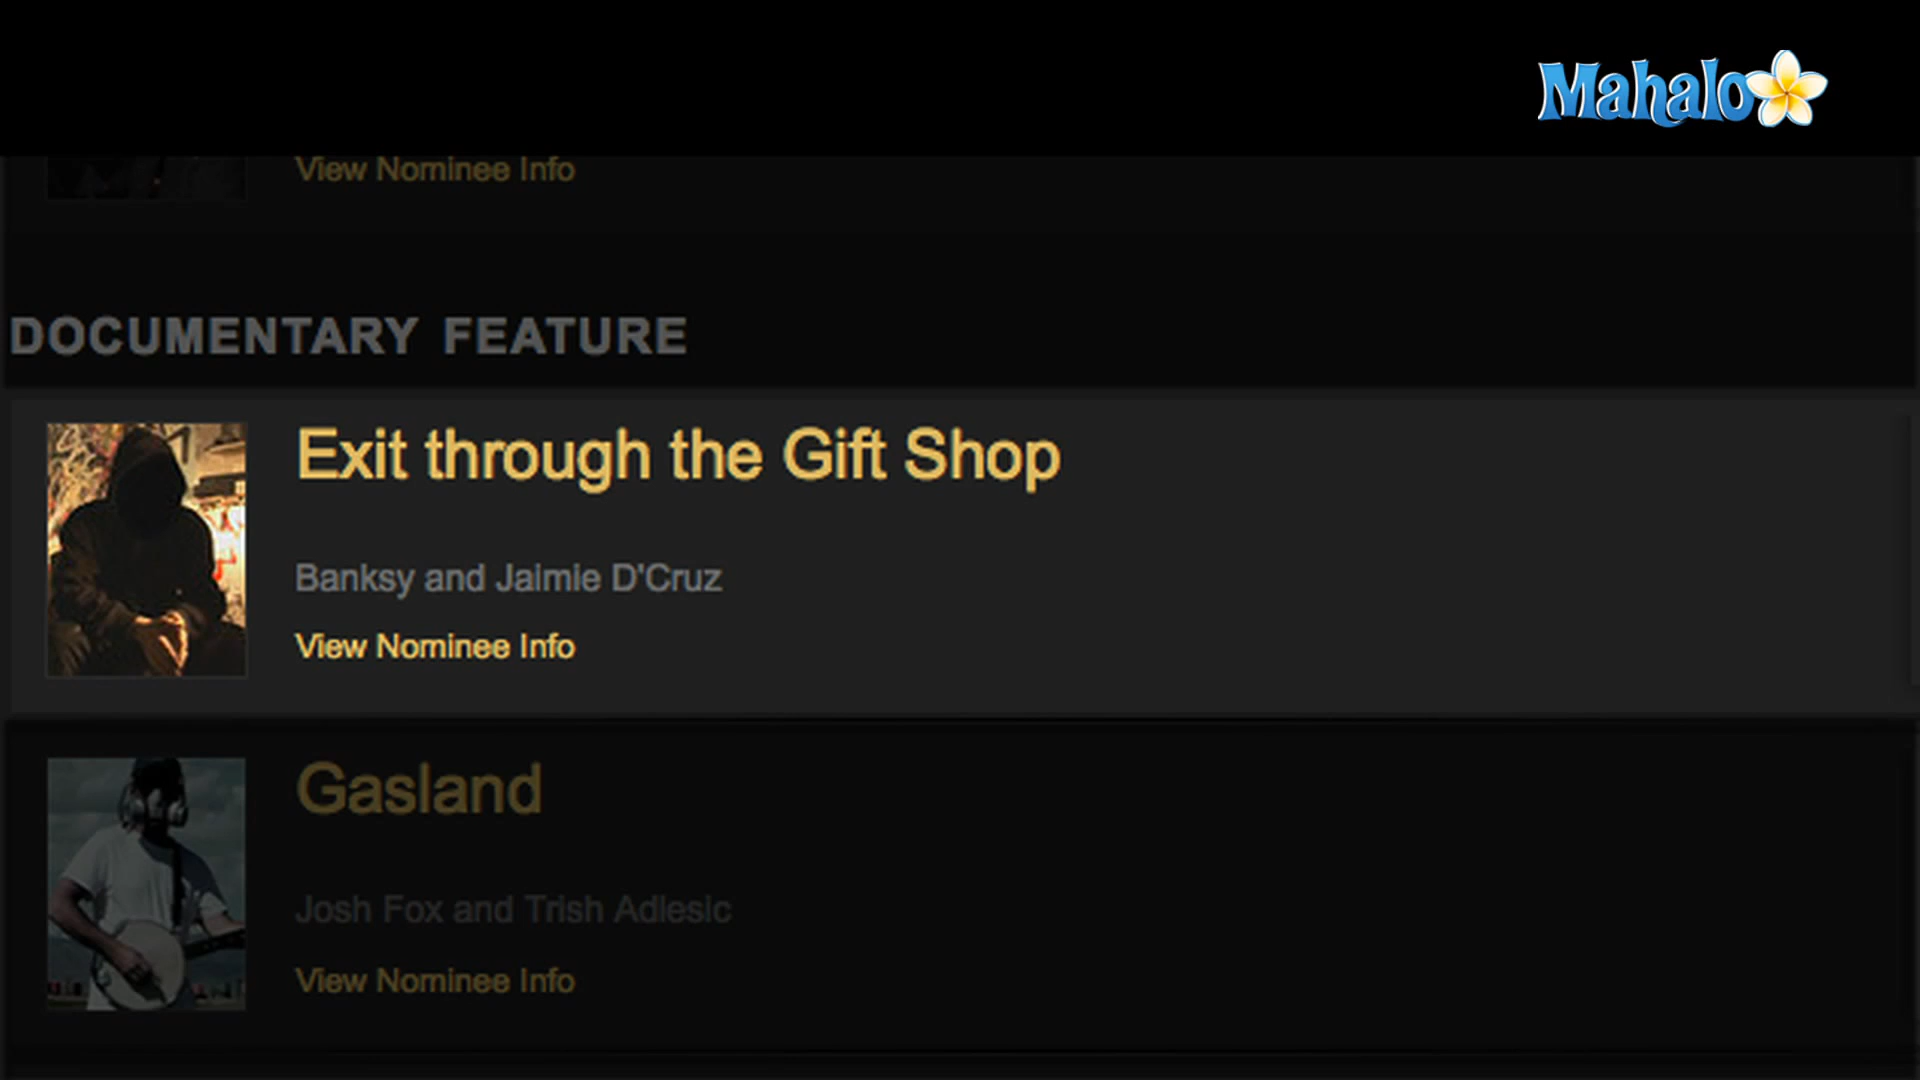 Mahalo
View Nominee Info
DOCUMENTARY FEATURE
Exit through the Gift Shop
Banksy and Jaimie D'Cruz
View Nominee Info
Gasland
Josh Fox and Trish Adlesic
View Nominee Info